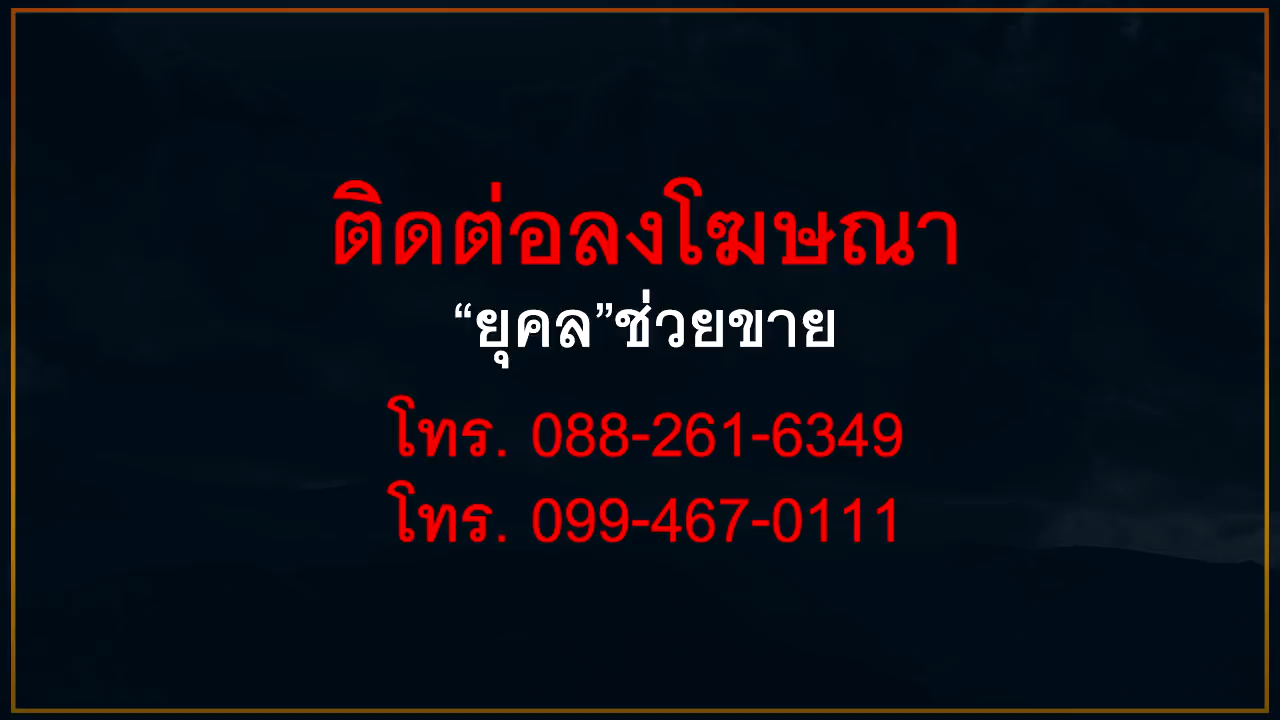 ติดต่อลงโฆษณา
“ยุคล”ช่วยขาย
โทร. 088-261-6349
โทร. 099-467-0111